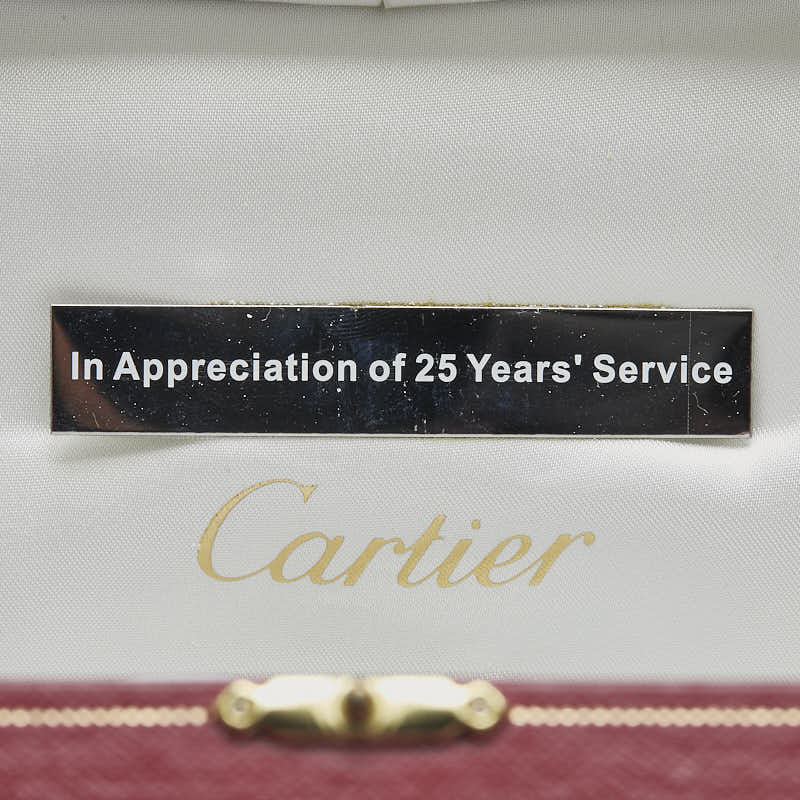 In Appreciation of 25 Years' Service
Cartier